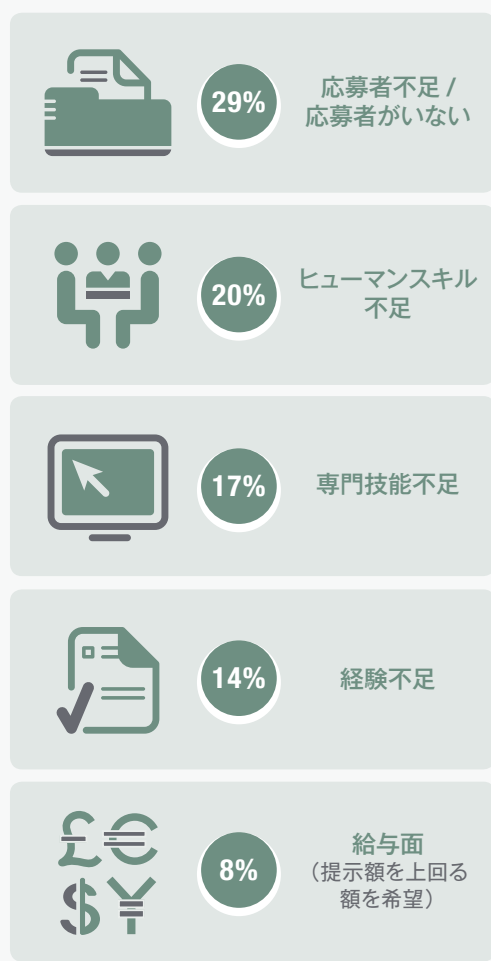 29%
応募者不足 /
応募者がいない
20%
ヒューマンスキル
不足
17%
専門技能不足
14%
経験不足
8%
給与面
（提示額を上回る
額を希望）